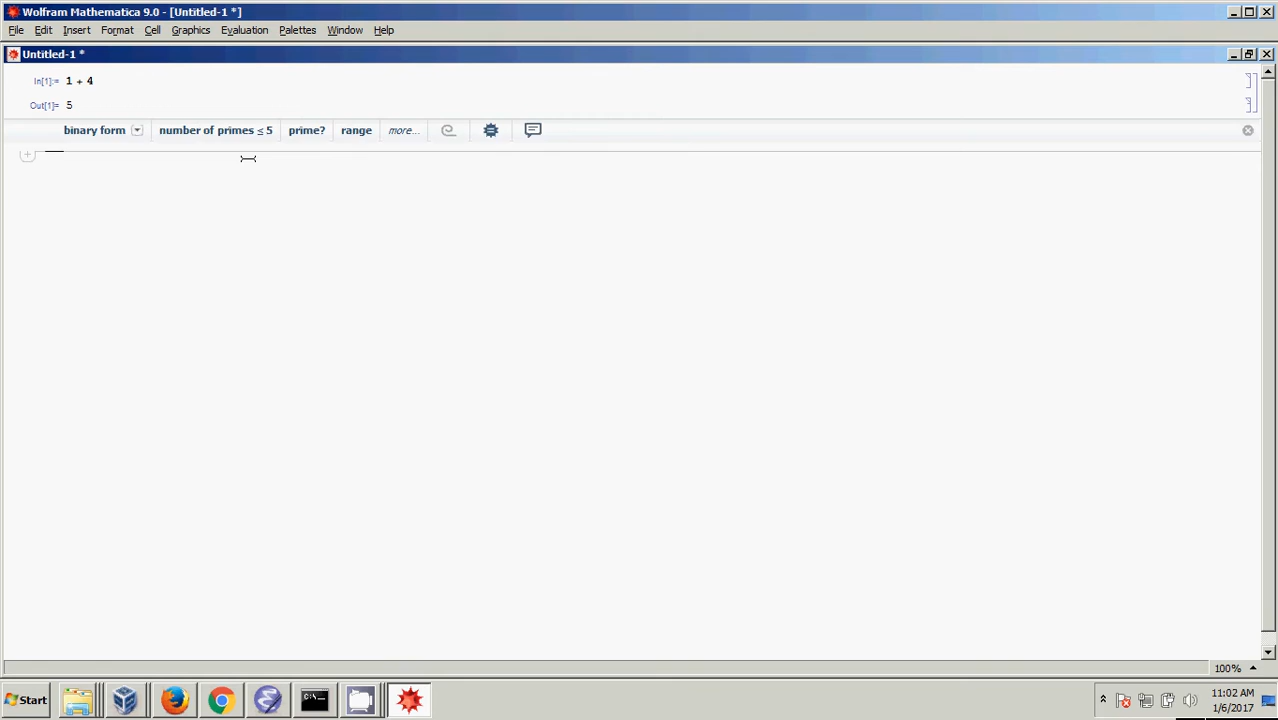 Wolfram Mathematica 9.0 - [Untitled-1 *]
File Edit Insert Format Cell Graphics Evaluation Palettes Window Help
Untitled-1 *
In[1]:= 1 + 4
Out[1]= 5
binary form number of primes ≤ 5 prime? range more...
100%
Start
C:\.
11:02 AM
1/6/2017